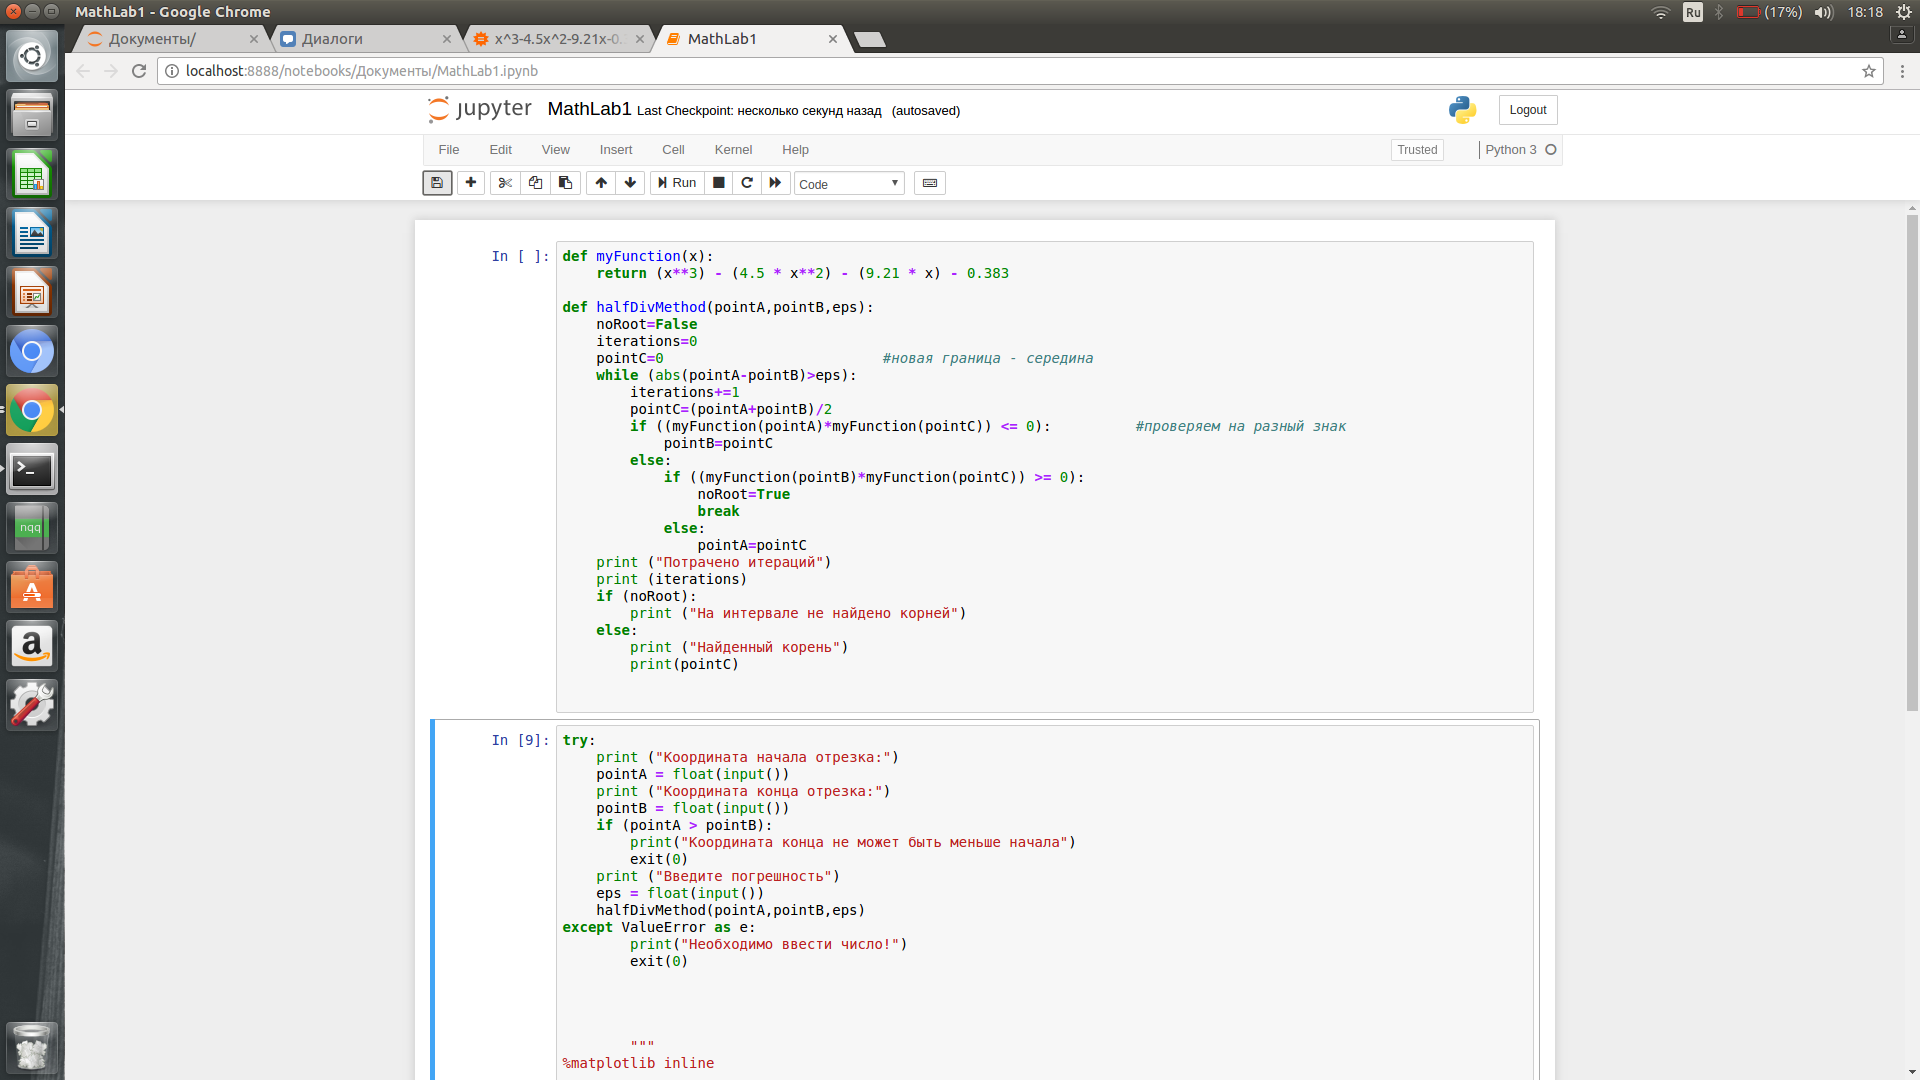 MathLab1 - Google Chrome
Ru
(17%)
18:18
Документы/
Диалоги
x^3-4.5x^2-9.21x-0.
MathLab1
localhost:8888/notebooks/Документы/MathLab1.ipynb
jupyter MathLab1 Last Checkpoint: несколько секунд назад (autosaved)
Logout
File Edit View Insert Cell Kernel Help
Trusted
Python 3
Run
Code
In [ ]:
def myFunction(x):
    return (x**3) - (4.5 * x**2) - (9.21 * x) - 0.383
def halfDivMethod(pointA,pointB,eps):
    noRoot=False
    iterations=0
    pointC=0                          #новая граница - середина
    while (abs(pointA-pointB)>eps):
        iterations+=1
        pointC=(pointA+pointB)/2
        if ((myFunction(pointA)*myFunction(pointC)) <= 0):          #проверяем на разный знак
            pointB=pointC
        else:
            if ((myFunction(pointB)*myFunction(pointC)) >= 0):
                noRoot=True
                break
            else:
                pointA=pointC
    print ("Потрачено итераций")
    print (iterations)
    if (noRoot):
        print ("На интервале не найдено корней")
    else:
        print ("Найденный корень")
        print(pointC)
In [9]:
try:
    print ("Координата начала отрезка:")
    pointA = float(input())
    print ("Координата конца отрезка:")
    pointB = float(input())
    if (pointA > pointB):
        print("Координата конца не может быть меньше начала")
        exit(0)
    print ("Введите погрешность")
    eps = float(input())
    halfDivMethod(pointA,pointB,eps)
except ValueError as e:
        print("Необходимо ввести число!")
        exit(0)
        """
%matplotlib inline
nqq
A
a